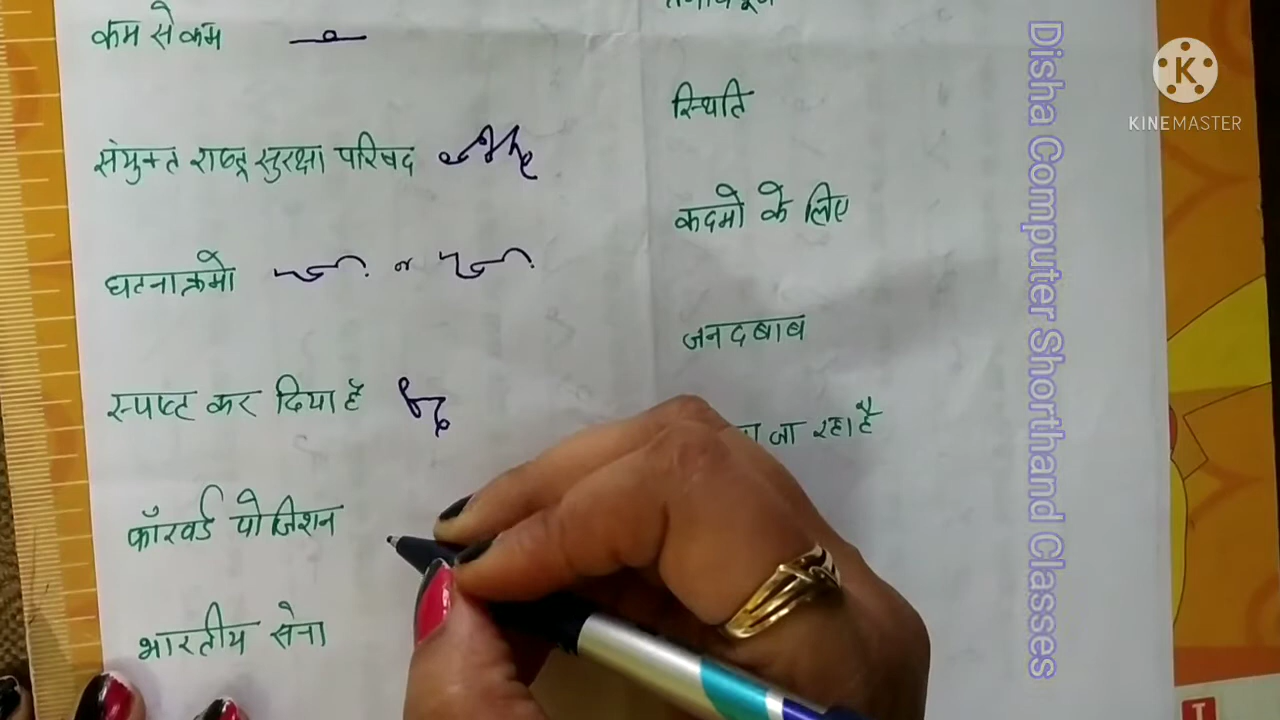 कम से कम
संयुक्त राष्ट्र सुरक्षा परिषद
घटनाक्रमो or
स्पष्ट कर दिया है
फॉरवर्ड पोजिशन
भारतीय सेना
स्थिति
कदमो के लिए
जनदबाब
जा रहा है
Disha Computer Shorthand Classes
K
KINEMASTER
T